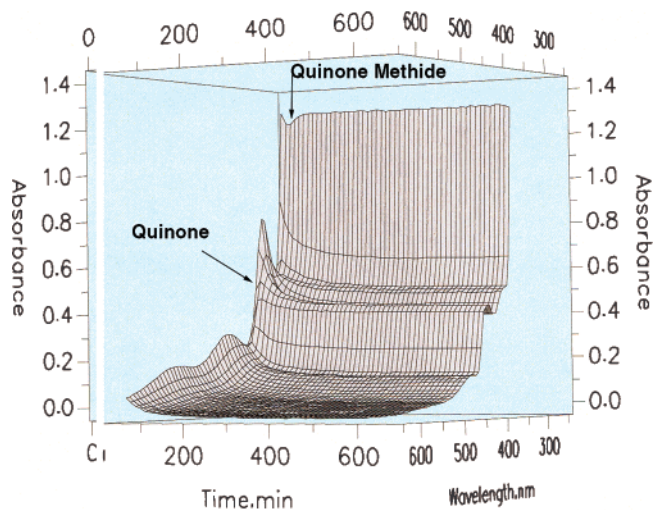 0 200 400 600 600 500 400 300
Quinone Methide
1.4 1.4
1.2 1.2
1.0 1.0
0.8 0.8
Quinone
0.6 0.6
0.4 0.4
0.2 0.2
0.0 0.0
Absorbance
Absorbance
200 400 600 600 500 400 300
Time.min
Wavelength.nm